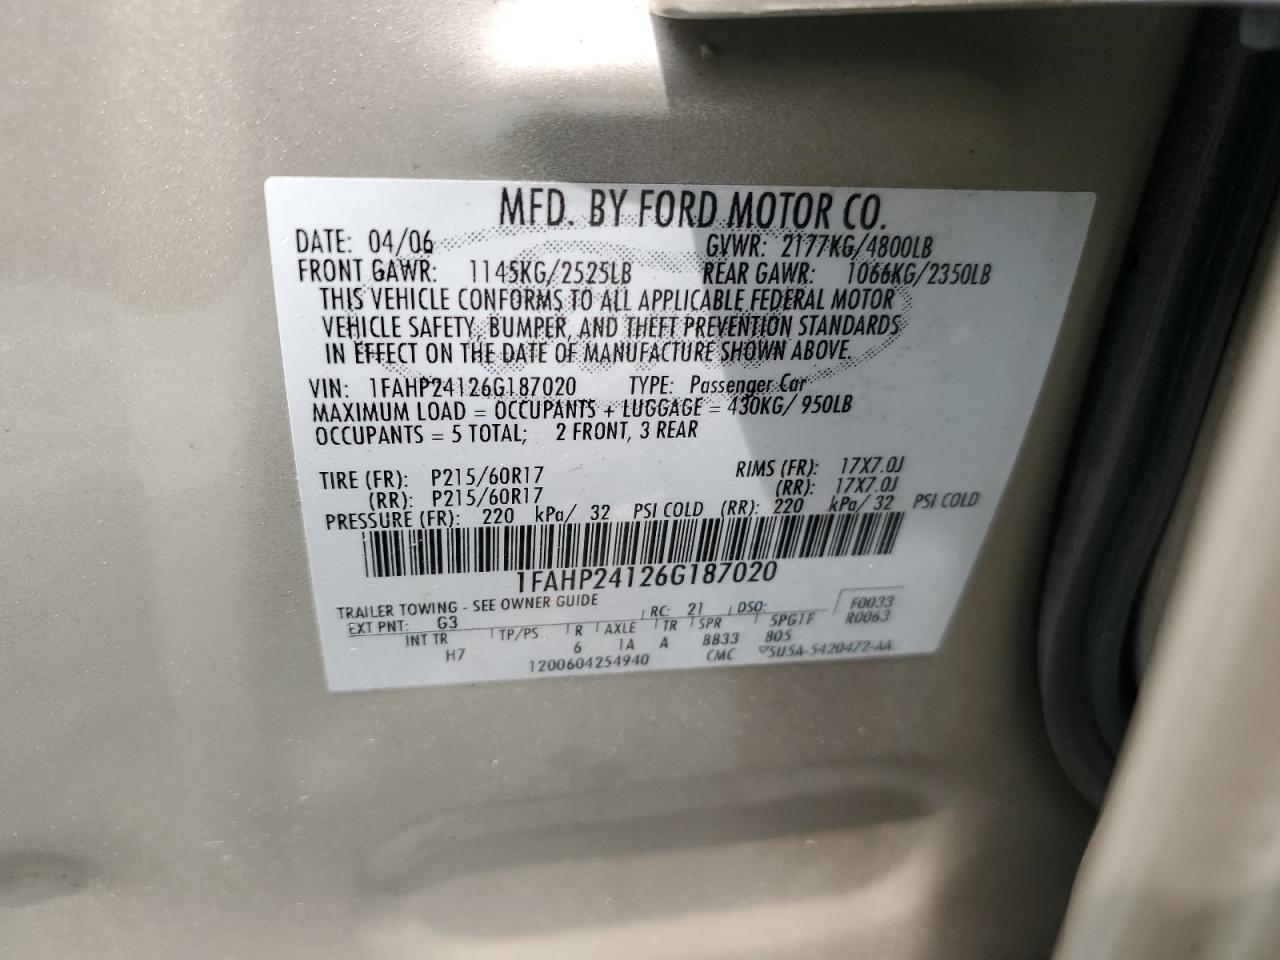 MFD. BY FORD MOTOR CO.
DATE: 04/06 GVWR: 2177KG/4800LB
FRONT GAWR: 1145KG/2525LB REAR GAWR: 1066KG/2350LB
THIS VEHICLE CONFORMS TO ALL APPLICABLE FEDERAL MOTOR
VEHICLE SAFETY, BUMPER, AND THEFT PREVENTION STANDARDS
IN EFFECT ON THE DATE OF MANUFACTURE SHOWN ABOVE.
VIN: 1FAHP24126G187020 TYPE: Passenger Car
MAXIMUM LOAD = OCCUPANTS + LUGGAGE = 430KG/ 950LB
OCCUPANTS = 5 TOTAL; 2 FRONT, 3 REAR
TIRE (FR): P215/60R17 RIMS (FR): 17X7.0J
(RR): P215/60R17 (RR): 17X7.0J
PRESSURE (FR): 220 kPa/ 32 PSI COLD (RR): 220 kPa/ 32 PSI COLD
1FAHP24126G187020
TRAILER TOWING - SEE OWNER GUIDE
EXT PNT: G3 RC: 21 DSO: F0033
R0063
INT TR TP/PS R AXLE TR SPR SPGTF
H7 6 1A A 8833 805
1200604254940 CMC 5U5A-5420472-AA